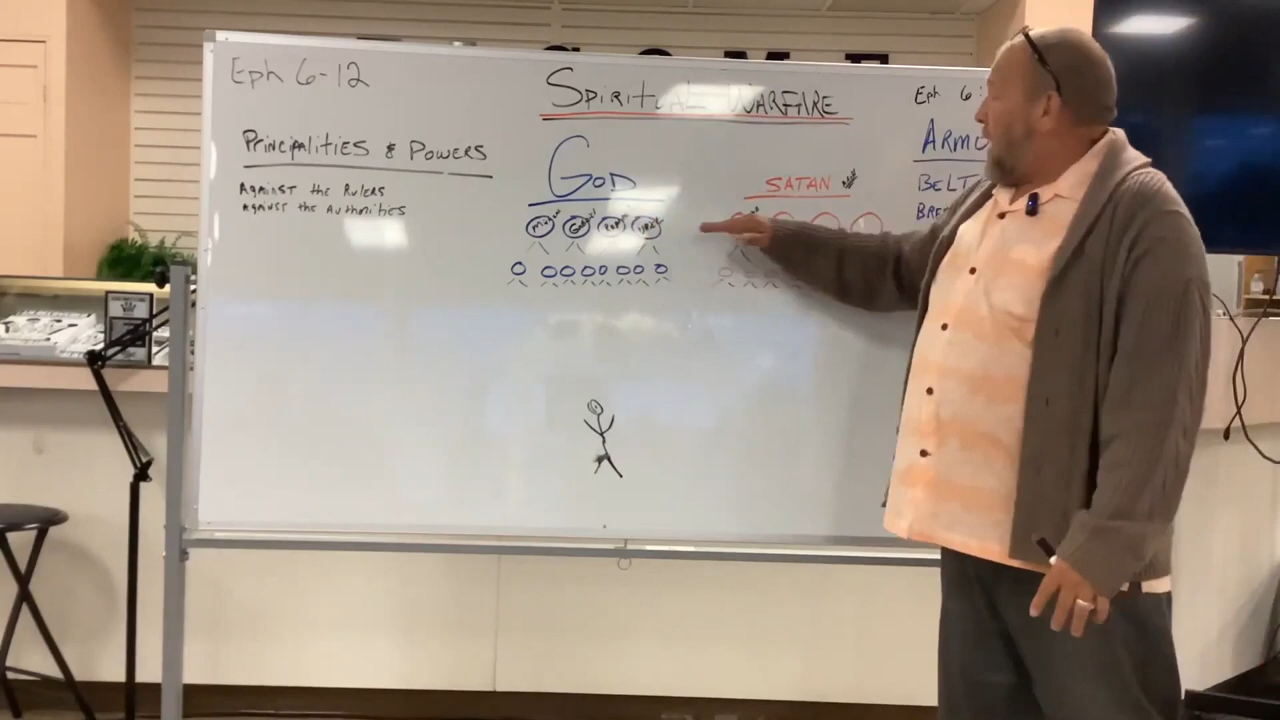 Eph 6-12
Principalities & Powers
Against the Rulers
Against the Authorities
Spiritual Warfare
God
Gabriel
SATAN
Eph 6
Armo
Belt
Bre